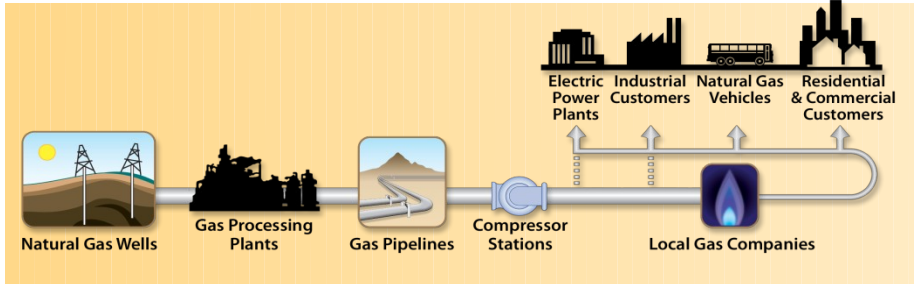 Electric
Power
Plants
Industrial
Customers
Natural Gas
Vehicles
Residential
& Commercial
Customers
Natural Gas Wells
Gas Processing
Plants
Gas Pipelines
Compressor
Stations
Local Gas Companies